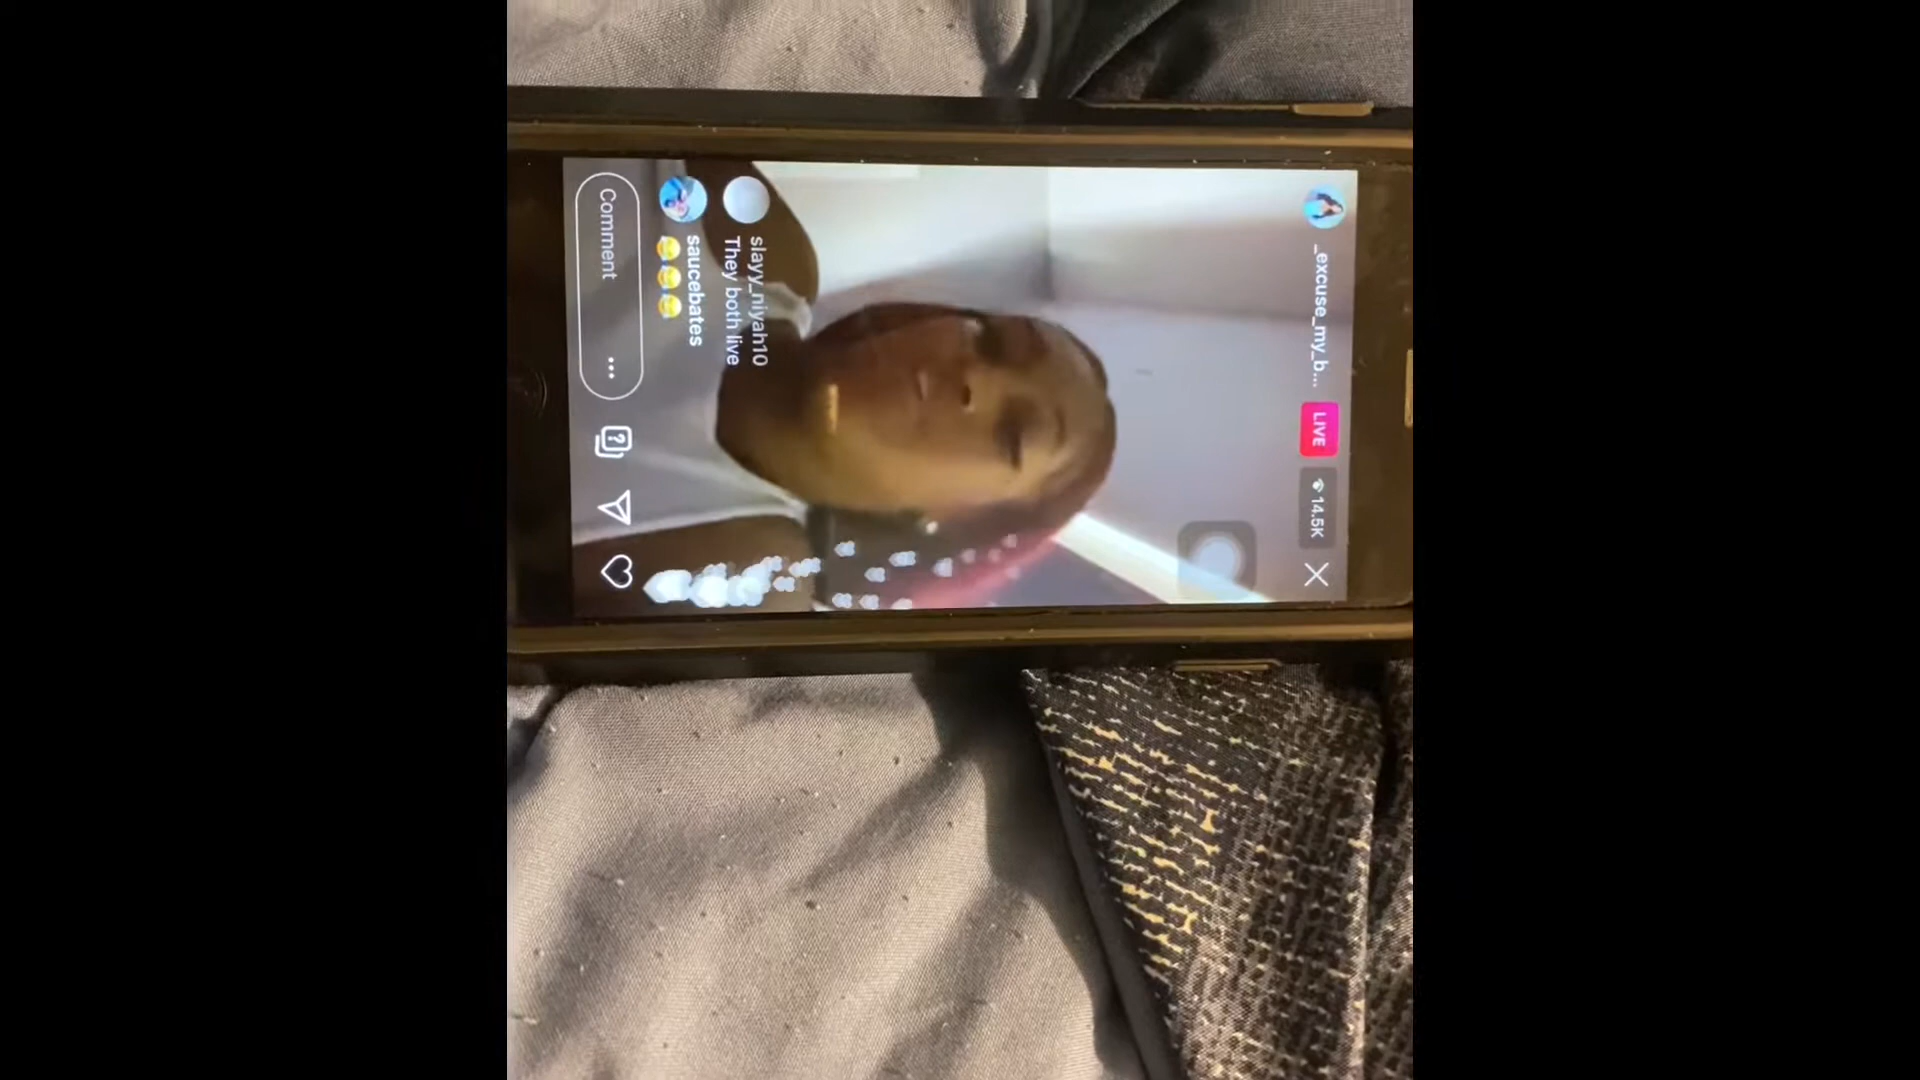 _excuse_my_b...
LIVE
14.5K
slayy_niyah10
They both live
saucebates
😂😂😂
Comment